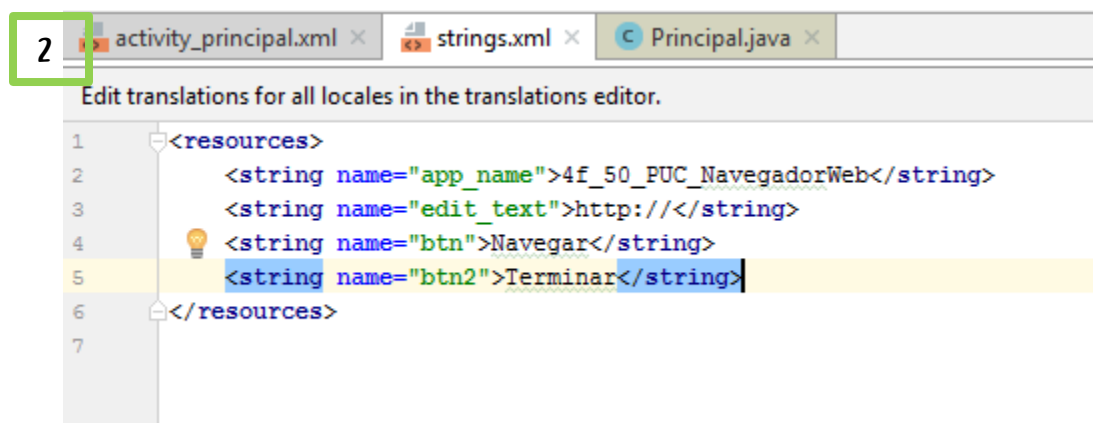 2
activity_principal.xml strings.xml Principal.java
Edit translations for all locales in the translations editor.
1 <resources>
2 <string name="app_name">4f_50_PUC_NavegadorWeb</string>
3 <string name="edit_text">http://</string>
4 <string name="btn">Navegar</string>
5 <string name="btn2">Terminar</string>
6 </resources>
7